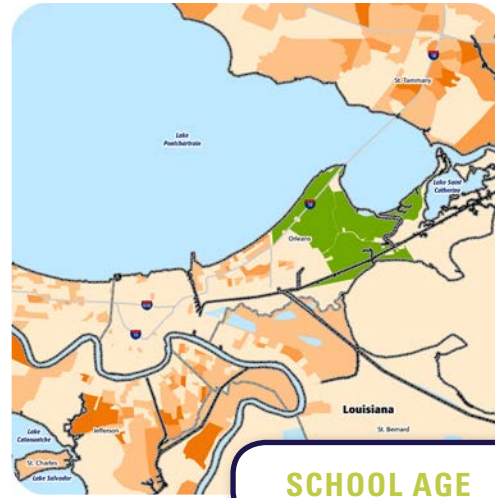 St. Tammany
Lake
Pontchartrain
Lake Saint
Catherine
Orleans
Louisiana
Jefferson
St. Bernard
Lake
Cataouatche
St. Charles
Lake Salvador
SCHOOL AGE